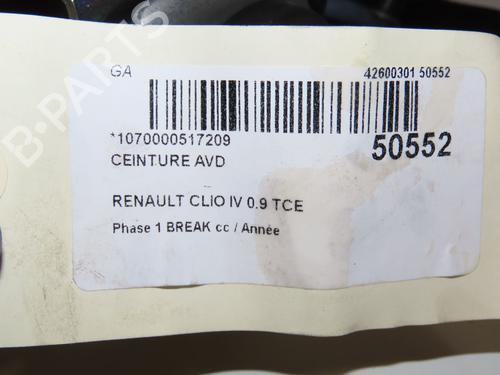 GA
42600301 50552
*1070000517209
50552
CEINTURE AVD
RENAULT CLIO IV 0.9 TCE
Phase 1 BREAK cc / Année
B-PARTS